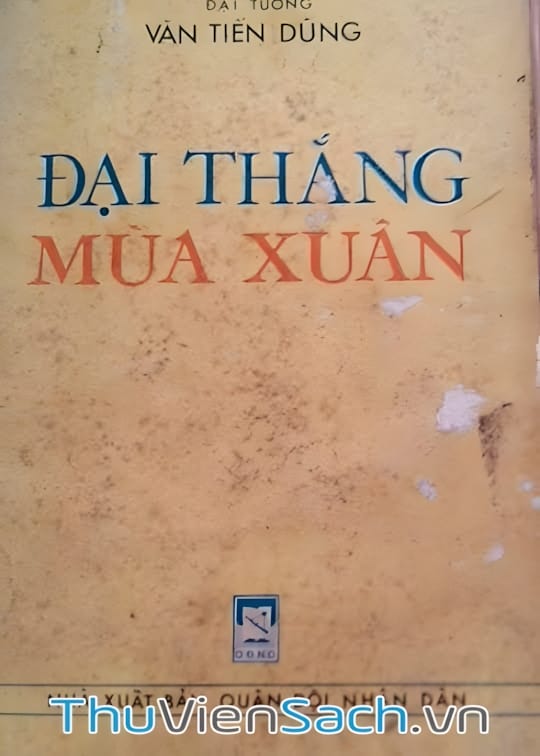 ĐẠI TƯỚNG
VĂN TIẾN DŨNG
ĐẠI THẮNG
MÙA XUÂN
QĐND
NHÀ XUẤT BẢN QUÂN ĐỘI NHÂN DÂN
ThuVienSach.vn